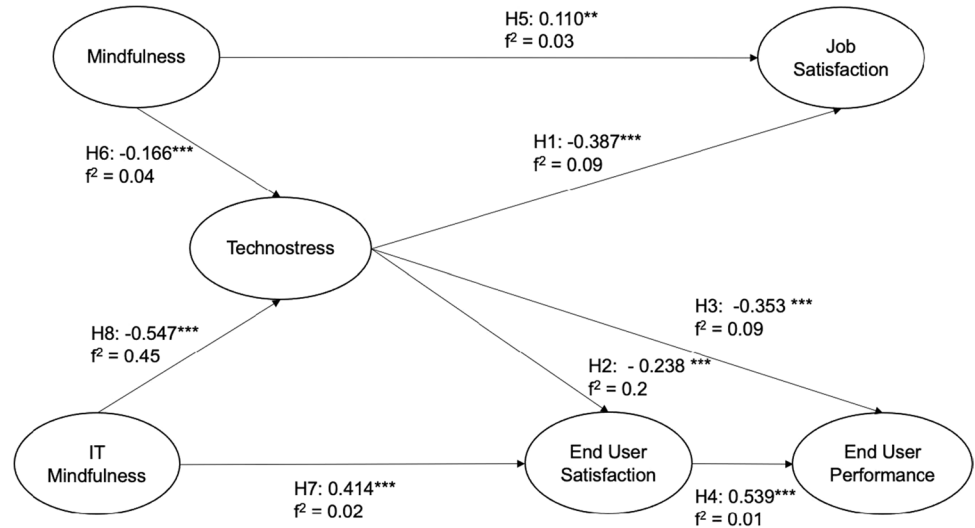 H5: 0.110**
f² = 0.03
Mindfulness
Job
Satisfaction
H6: -0.166***
f² = 0.04
H1: -0.387***
f² = 0.09
Technostress
H3: -0.353 ***
f² = 0.09
H8: -0.547***
f² = 0.45
H2: - 0.238 ***
f² = 0.2
IT
Mindfulness
End User
Satisfaction
End User
Performance
H7: 0.414***
f² = 0.02
H4: 0.539***
f² = 0.01